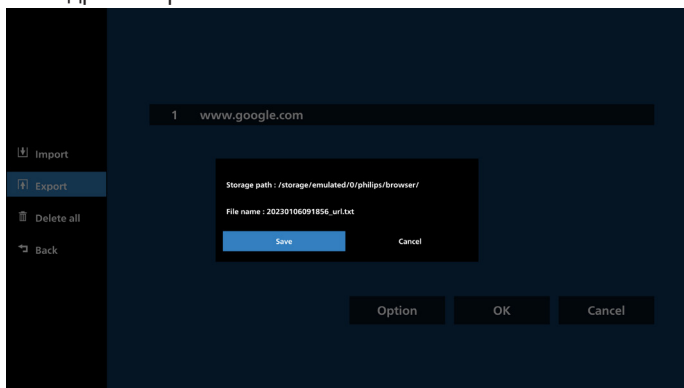 1 www.google.com
Import
Export
Delete all
Back
Storage path : /storage/emulated/0/philips/browser/
File name : 20230106091856_url.txt
Save Cancel
Option OK Cancel